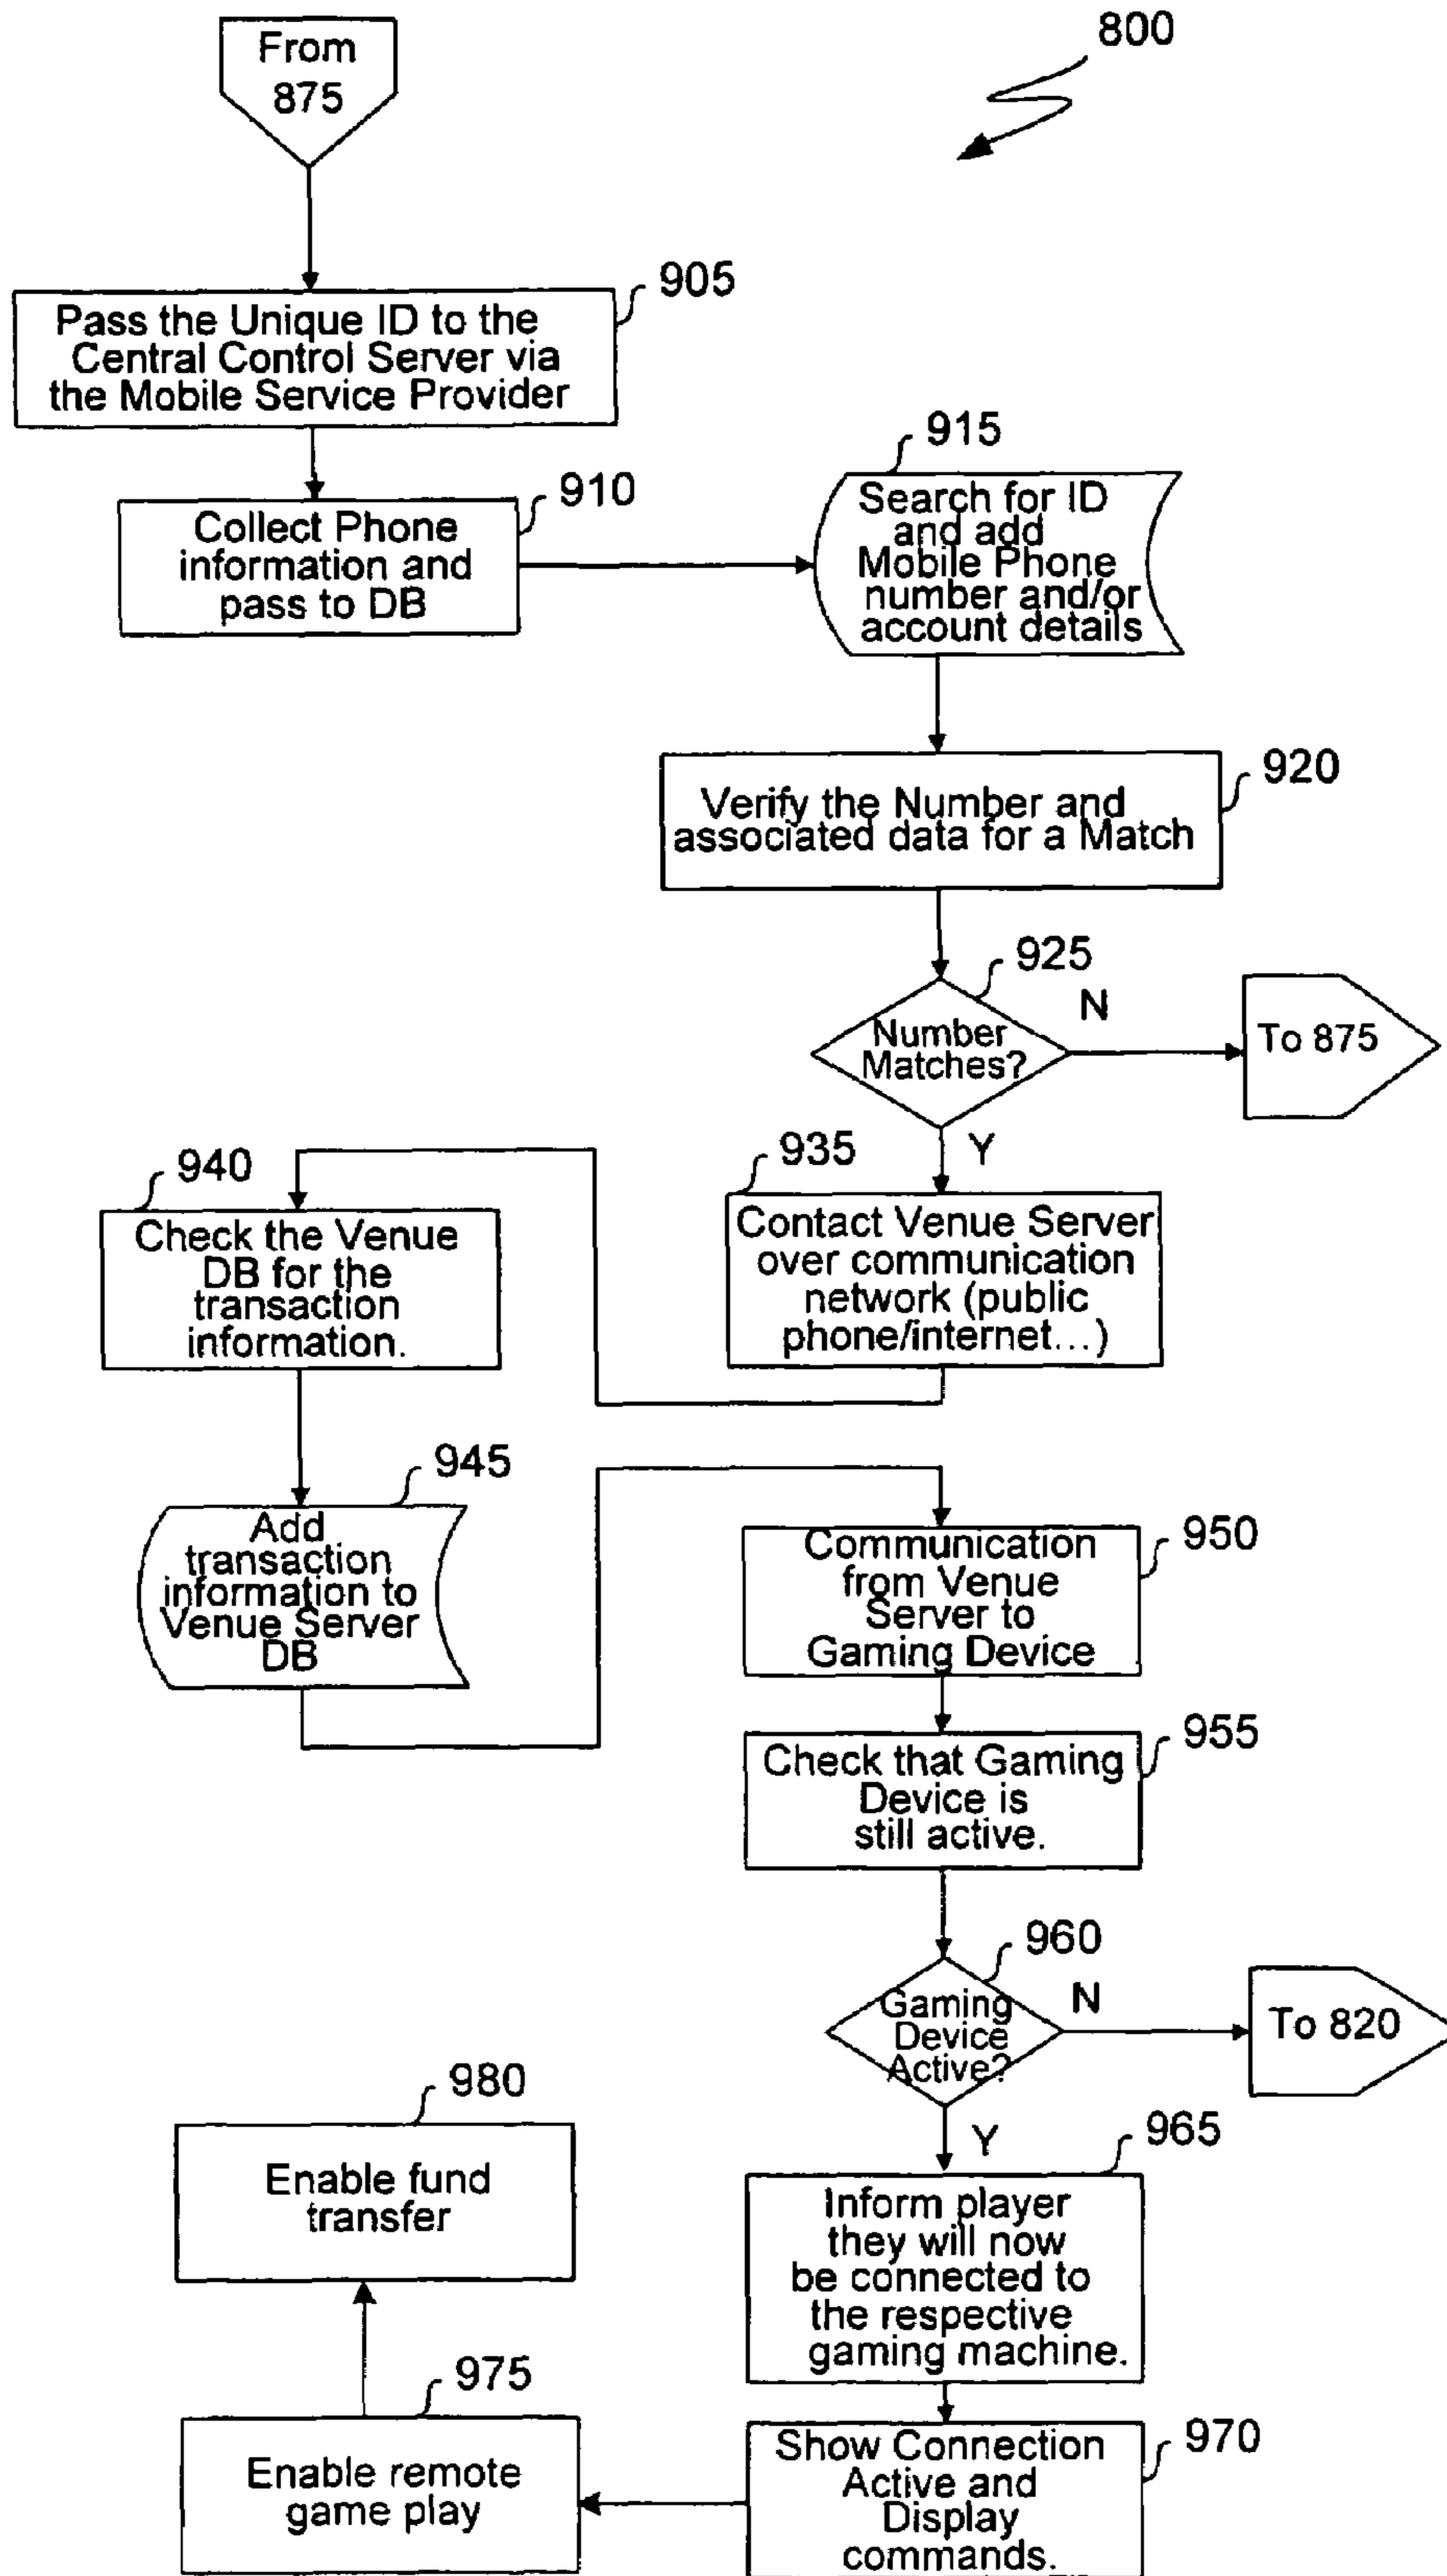 From
875
800
905
Pass the Unique ID to the
Central Control Server via
the Mobile Service Provider
910
Collect Phone
information and
pass to DB
915
Search for ID
and add
Mobile Phone
number and/or
account details
920
Verify the Number and
associated data for a Match
925
Number
Matches?
N
To 875
Y
935
Contact Venue Server
over communication
network (public
phone/internet...)
940
Check the Venue
DB for the
transaction
information.
945
Add
transaction
information to
Venue Server
DB
950
Communication
from Venue
Server to
Gaming Device
955
Check that Gaming
Device is
still active.
960
Gaming
Device
Active?
N
To 820
Y
965
Inform player
they will now
be connected to
the respective
gaming machine.
970
Show Connection
Active and
Display
commands.
975
Enable remote
game play
980
Enable fund
transfer